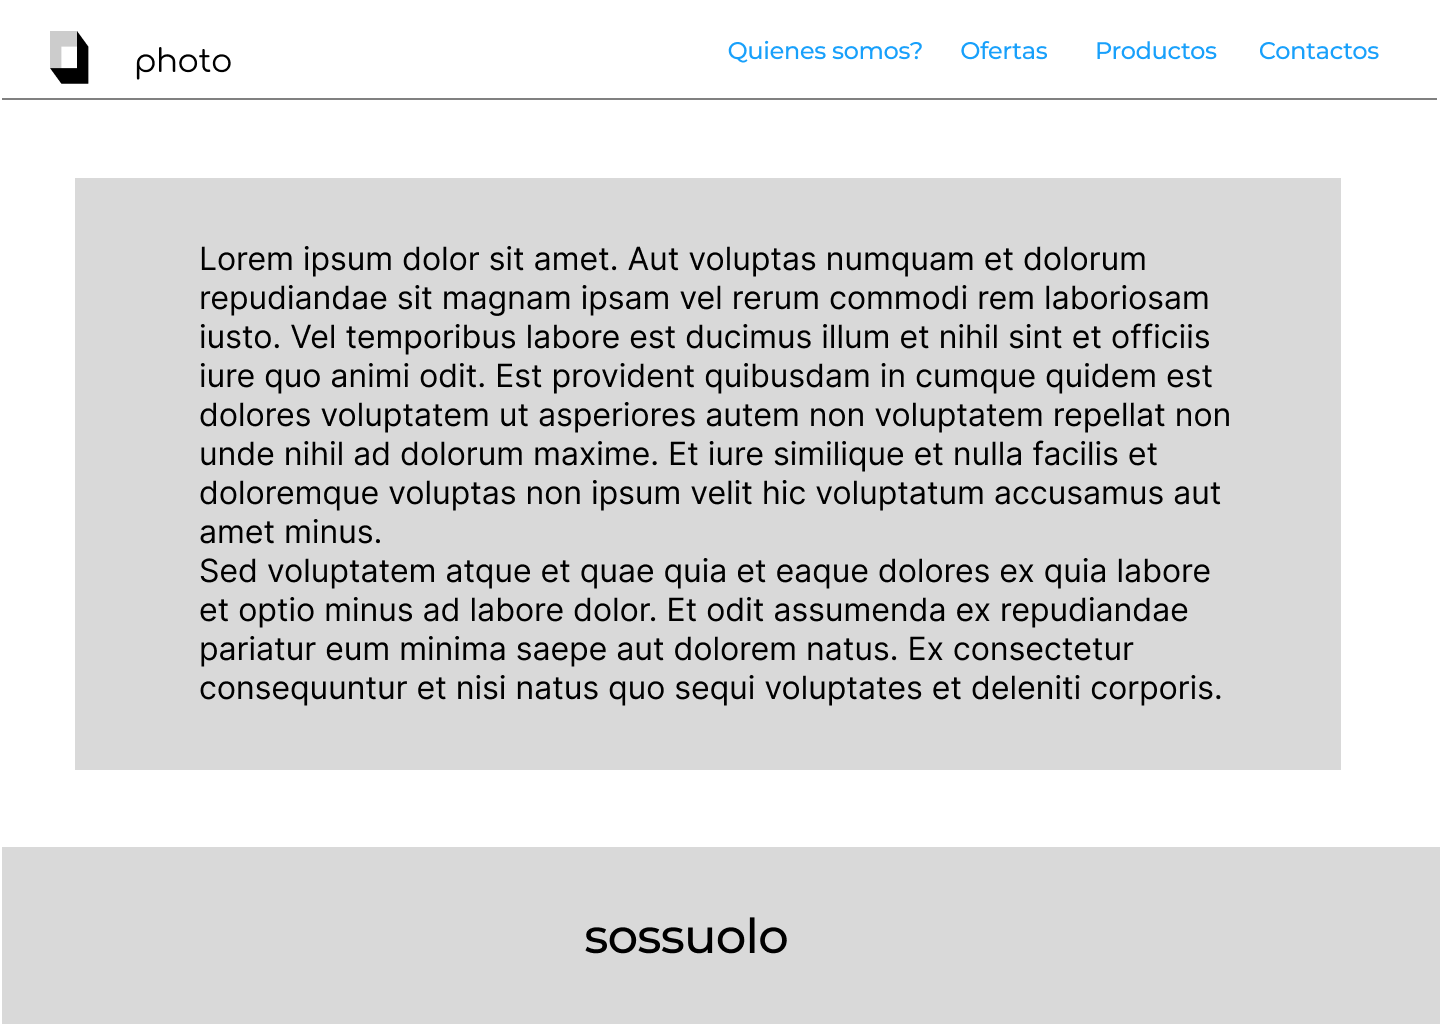 photo
Quienes somos? Ofertas Productos Contactos
Lorem ipsum dolor sit amet. Aut voluptas numquam et dolorum
repudiandae sit magnam ipsam vel rerum commodi rem laboriosam
iusto. Vel temporibus labore est ducimus illum et nihil sint et officiis
iure quo animi odit. Est provident quibusdam in cumque quidem est
dolores voluptatem ut asperiores autem non voluptatem repellat non
unde nihil ad dolorum maxime. Et iure similique et nulla facilis et
doloremque voluptas non ipsum velit hic voluptatum accusamus aut
amet minus.
Sed voluptatem atque et quae quia et eaque dolores ex quia labore
et optio minus ad labore dolor. Et odit assumenda ex repudiandae
pariatur eum minima saepe aut dolorem natus. Ex consectetur
consequuntur et nisi natus quo sequi voluptates et deleniti corporis.
sossuolo